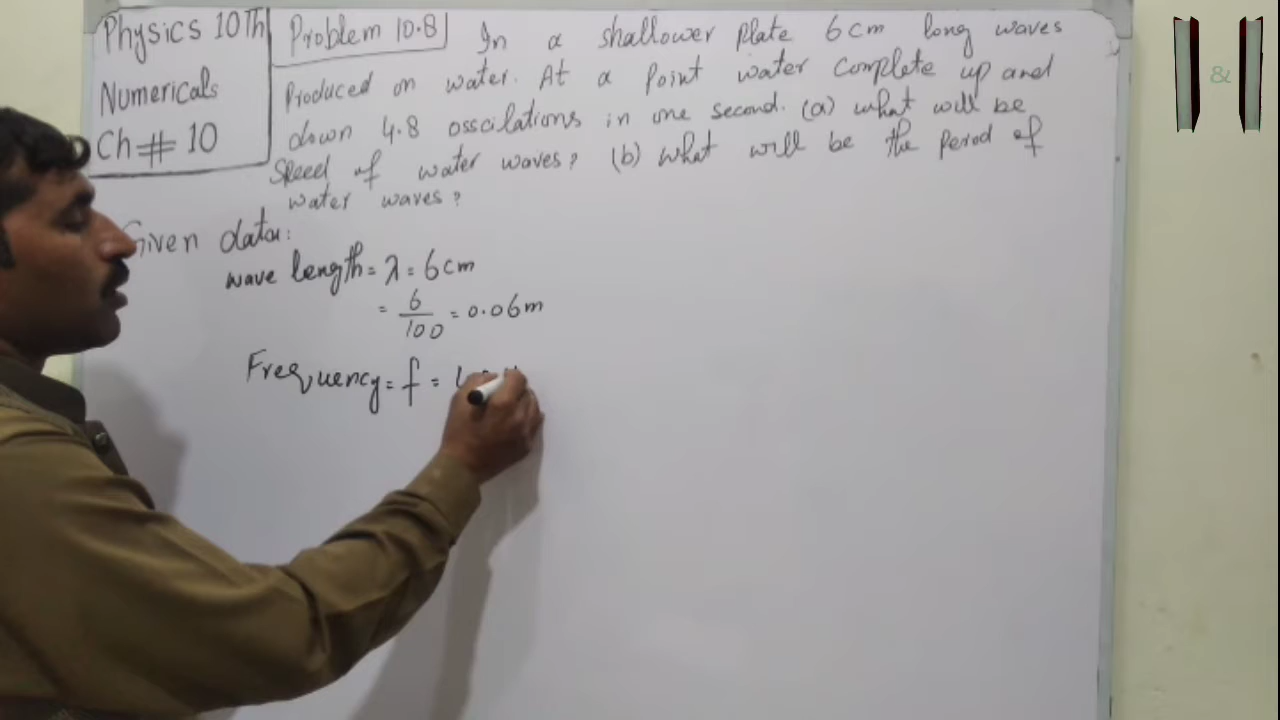 Physics 10Th
Numericals
Ch# 10
Problem 10.8 In a shallower plate 6cm long waves
Produced on water. At a point water complete up and
down 4.8 osscilations in one second. (a) what will be
Speed of water waves? (b) what will be the period of
water waves?
Given data:
wave length = λ = 6cm
= 6/100 = 0.06m
Frequency = f =
&